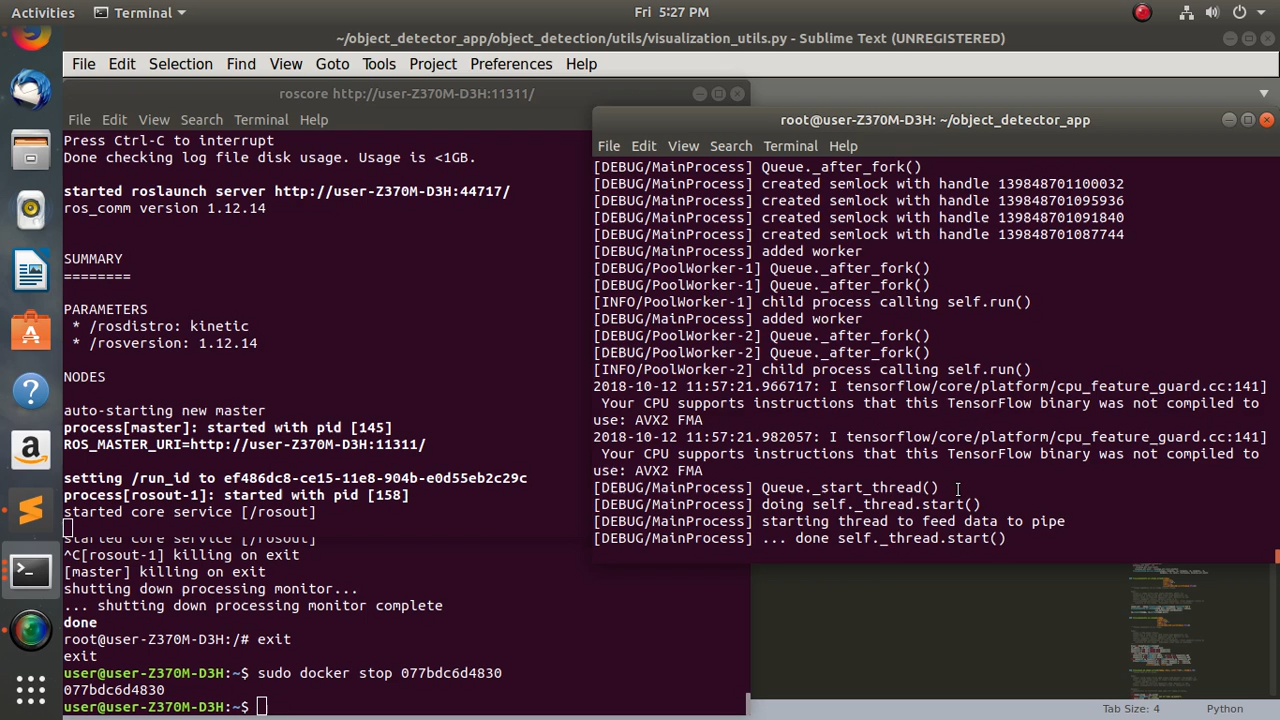 Activities
Terminal
Fri 5:27 PM
~/object_detector_app/object_detection/utils/visualization_utils.py - Sublime Text (UNREGISTERED)
File Edit Selection Find View Goto Tools Project Preferences Help
roscore http://user-Z370M-D3H:11311/
File Edit View Search Terminal Help
Press Ctrl-C to interrupt
Done checking log file disk usage. Usage is <1GB.
started roslaunch server http://user-Z370M-D3H:44717/
ros_comm version 1.12.14
SUMMARY
========
PARAMETERS
* /rosdistro: kinetic
* /rosversion: 1.12.14
NODES
auto-starting new master
process[master]: started with pid [145]
ROS_MASTER_URI=http://user-Z370M-D3H:11311/
setting /run_id to ef486dc8-ce15-11e8-904b-e0d55eb2c29c
process[rosout-1]: started with pid [158]
started core service [/rosout]
started core service [/rosout]
^C[rosout-1] killing on exit
[master] killing on exit
Shutting down processing monitor...
... shutting down processing monitor complete
done
root@user-Z370M-D3H:/# exit
exit
user@user-Z370M-D3H:~$ sudo docker stop 077bdc6d4830
077bdc6d4830
user@user-Z370M-D3H:~$
root@user-Z370M-D3H: ~/object_detector_app
File Edit View Search Terminal Help
[DEBUG/MainProcess] Queue._after_fork()
[DEBUG/MainProcess] created semlock with handle 139848701100032
[DEBUG/MainProcess] created semlock with handle 139848701095936
[DEBUG/MainProcess] created semlock with handle 139848701091840
[DEBUG/MainProcess] created semlock with handle 139848701087744
[DEBUG/MainProcess] added worker
[DEBUG/PoolWorker-1] Queue._after_fork()
[DEBUG/PoolWorker-1] Queue._after_fork()
[INFO/PoolWorker-1] child process calling self.run()
[DEBUG/MainProcess] added worker
[DEBUG/PoolWorker-2] Queue._after_fork()
[DEBUG/PoolWorker-2] Queue._after_fork()
[INFO/PoolWorker-2] child process calling self.run()
2018-10-12 11:57:21.966717: I tensorflow/core/platform/cpu_feature_guard.cc:141]
Your CPU supports instructions that this TensorFlow binary was not compiled to
use: AVX2 FMA
2018-10-12 11:57:21.982057: I tensorflow/core/platform/cpu_feature_guard.cc:141]
Your CPU supports instructions that this TensorFlow binary was not compiled to
use: AVX2 FMA
[DEBUG/MainProcess] Queue._start_thread()
[DEBUG/MainProcess] doing self._thread.start()
[DEBUG/MainProcess] starting thread to feed data to pipe
[DEBUG/MainProcess] ... done self._thread.start()
Tab Size: 4
Python